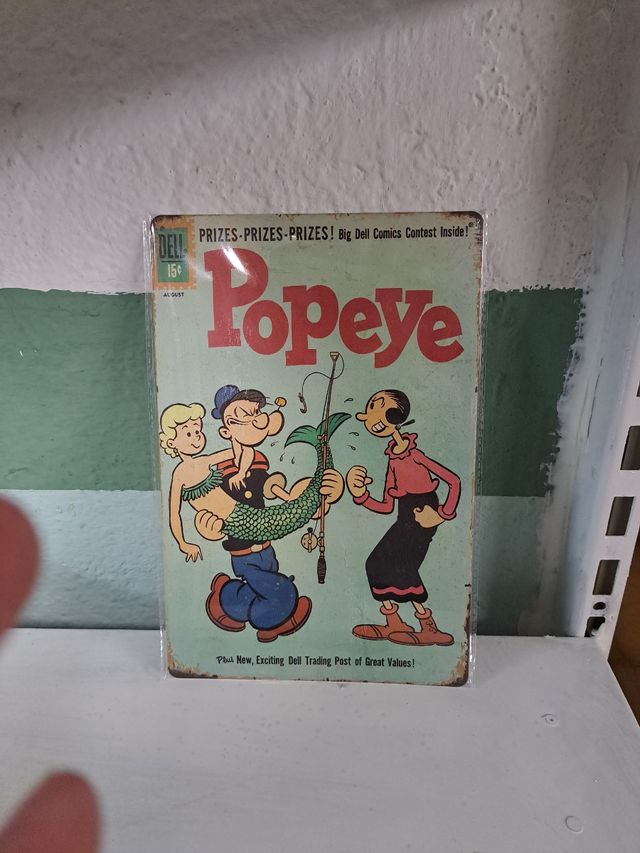 PRIZES-PRIZES-PRIZES! Big Dell Comics Contest Inside!
DELL
15¢
AUGUST
Popeye
Plus New, Exciting Dell Trading Post of Great Values!